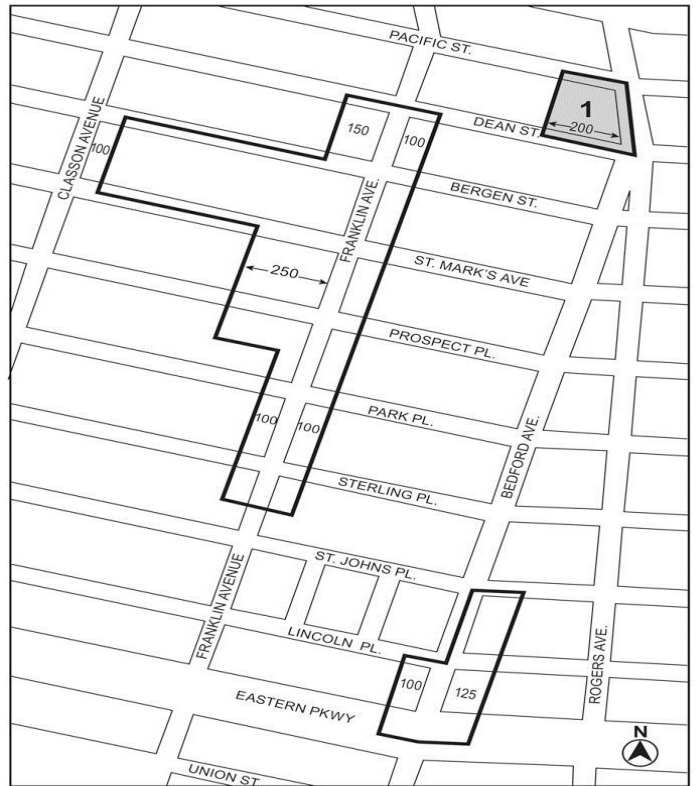 PACIFIC ST.
1
200
DEAN ST.
150
100
100
CLASSON AVENUE
BERGEN ST.
FRANKLIN AVE.
ST. MARK'S AVE
250
PROSPECT PL.
PARK PL.
100
100
BEDFORD AVE.
STERLING PL.
ST. JOHNS PL.
FRANKLIN AVENUE
LINCOLN PL.
ROGERS AVE.
100
125
EASTERN PKWY
N
UNION ST.